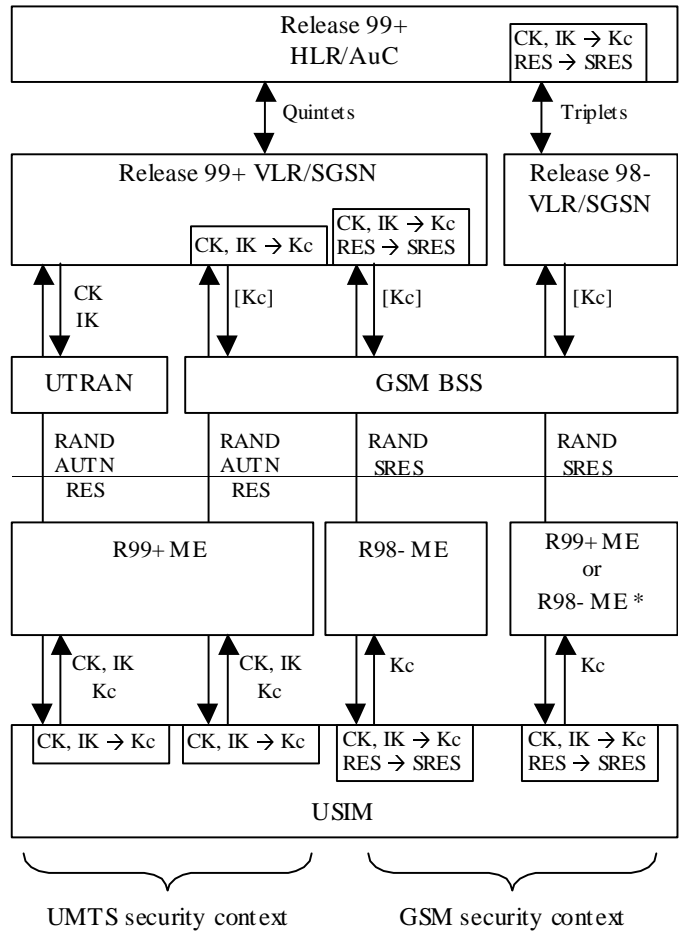 Release 99+
HLR/AuC
CK, IK → Kc
RES → SRES
Quintets
Triplets
Release 99+ VLR/SGSN
CK, IK → Kc
CK, IK → Kc
RES → SRES
Release 98-
VLR/SGSN
CK
IK
[Kc]
[Kc]
[Kc]
UTRAN
GSM BSS
RAND
AUTN
RES
RAND
AUTN
RES
RAND
SRES
RAND
SRES
R99+ ME
R98- ME
R99+ ME
or
R98- ME *
CK, IK
Kc
CK, IK
Kc
Kc
Kc
CK, IK → Kc
CK, IK → Kc
CK, IK → Kc
RES → SRES
CK, IK → Kc
RES → SRES
USIM
UMTS security context
GSM security context